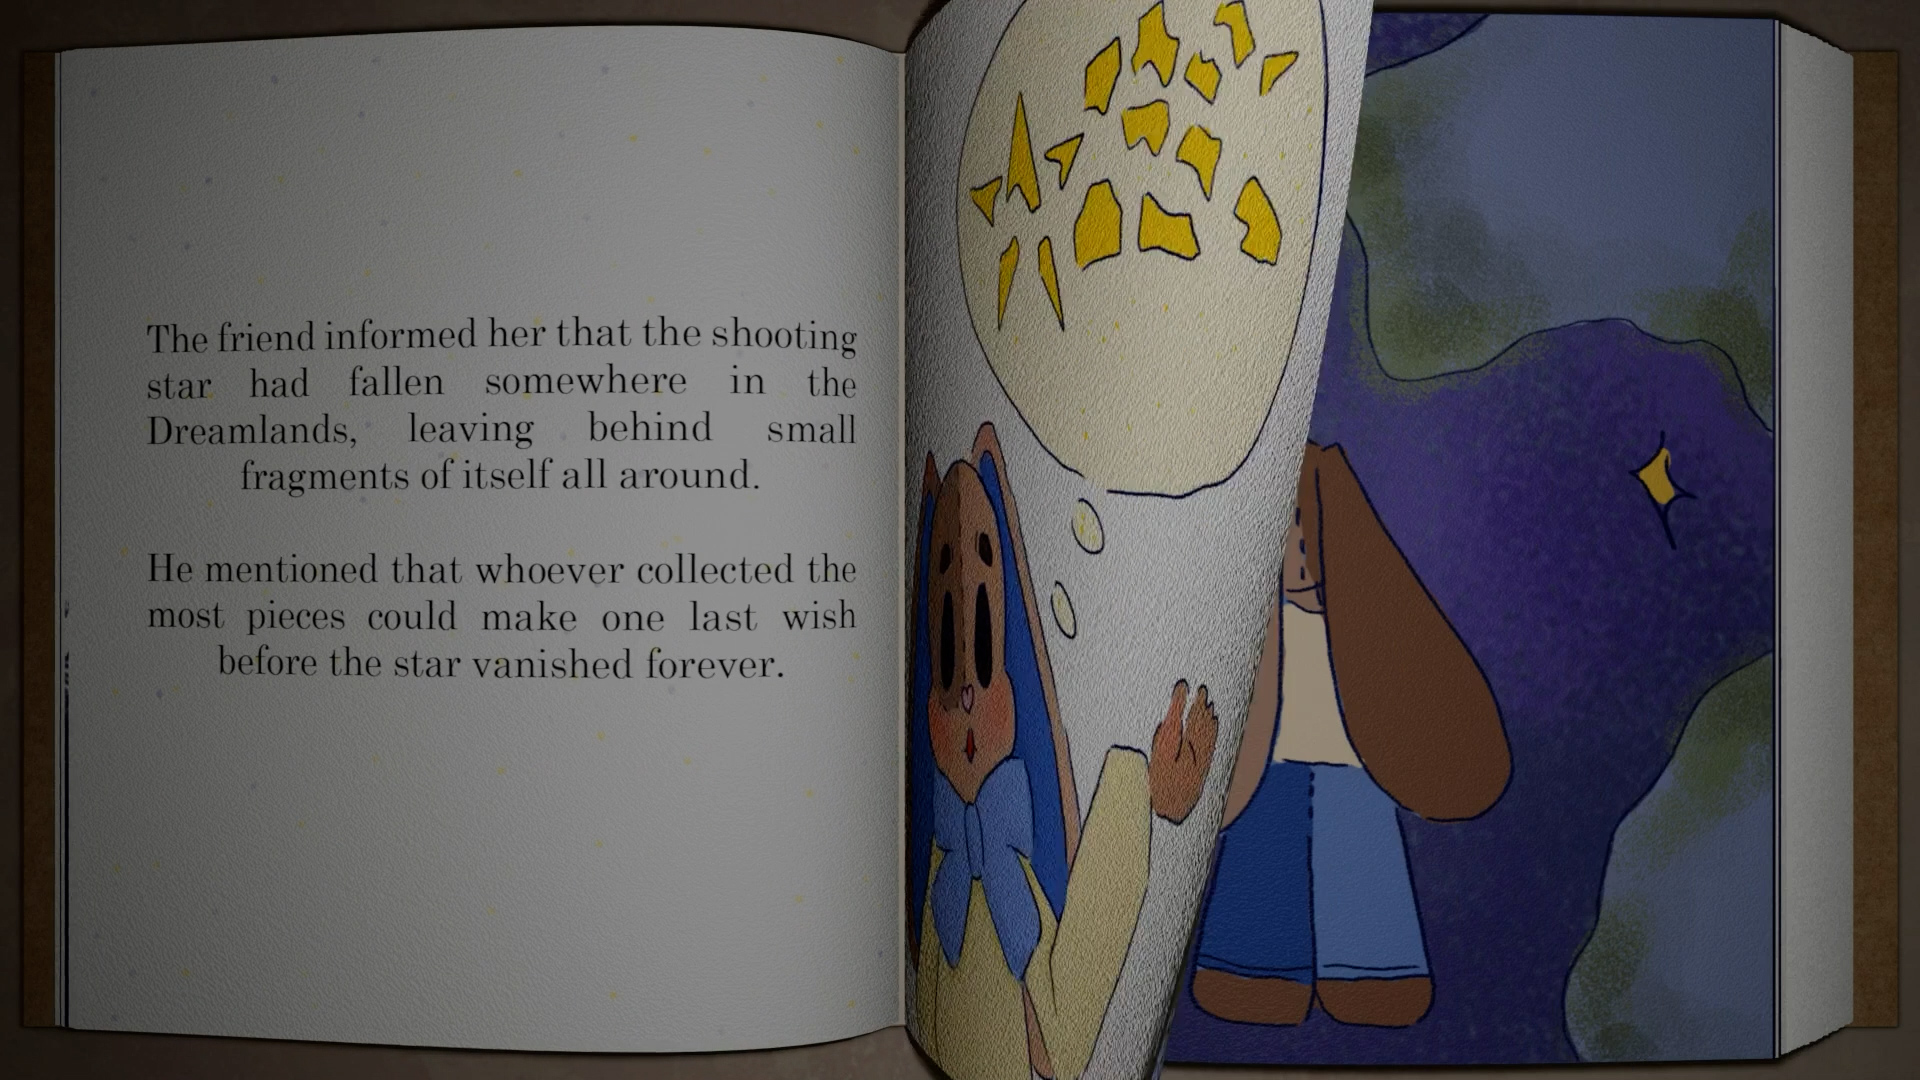 The friend informed her that the shooting
star had fallen somewhere in the
Dreamlands, leaving behind small
fragments of itself all around.
He mentioned that whoever collected the
most pieces could make one last wish
before the star vanished forever.